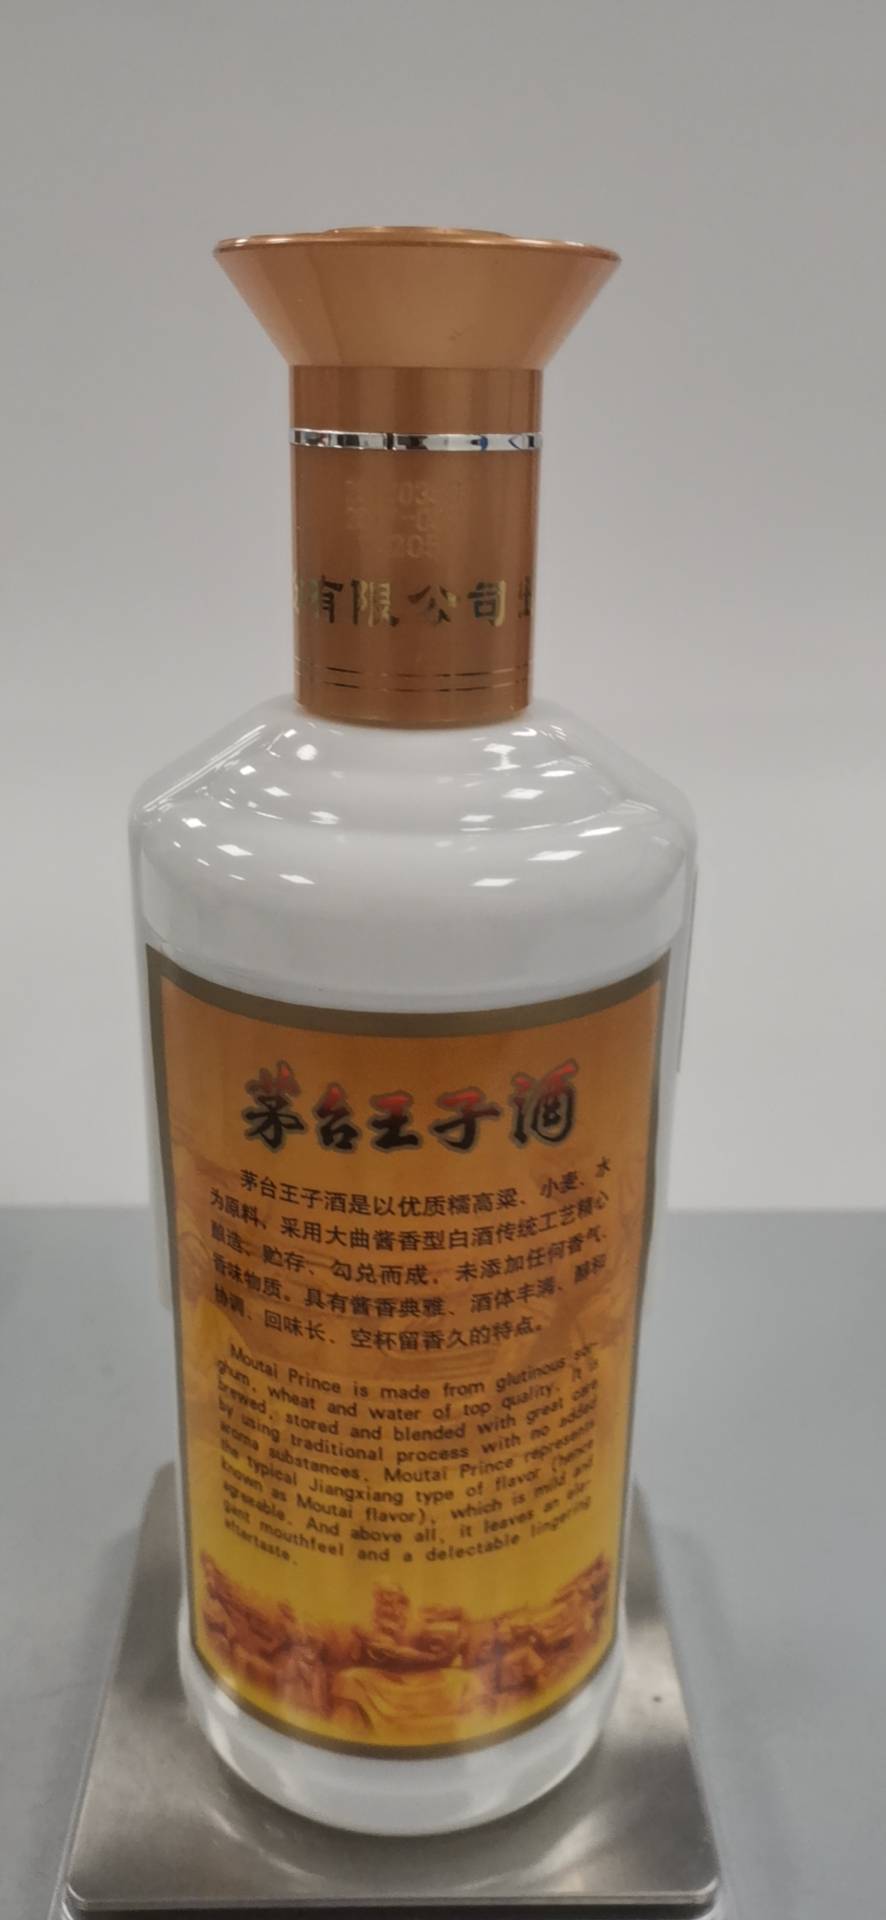 有限公司
茅台王子酒
茅台王子酒是以优质糯高粱、小麦、水
为原料，采用大曲酱香型白酒传统工艺精心
酿造、贮存、勾兑而成，未添加任何香气、
香味物质。具有酱香典雅、酒体丰满、醇和
协调、回味长、空杯留香久的特点。
Moutai Prince is made from glutinous sor-
ghum, wheat and water of top quality. It is
brewed, stored and blended with great care
by using traditional process with no added
aroma substances. Moutai Prince represents
the typical Jiangxiang type of flavor (hence
known as Moutai flavor), which is mild and
agreeable. And above all, it leaves an ele-
gant mouthfeel and a delectable lingering
aftertaste.